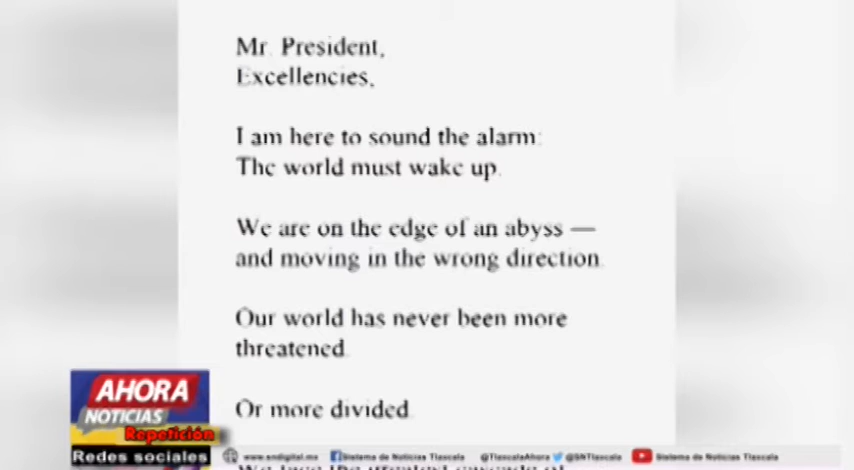 Mr. President,
Excellencies,
I am here to sound the alarm:
The world must wake up.
We are on the edge of an abyss —
and moving in the wrong direction.
Our world has never been more
threatened.
Or more divided.
AHORA
NOTICIAS
Repetición
Redes sociales
www.sndigital.mx Sistema de Noticias Tlaxcala @TlaxcalaAhora @SNTlaxcala Sistema de Noticias Tlaxcala